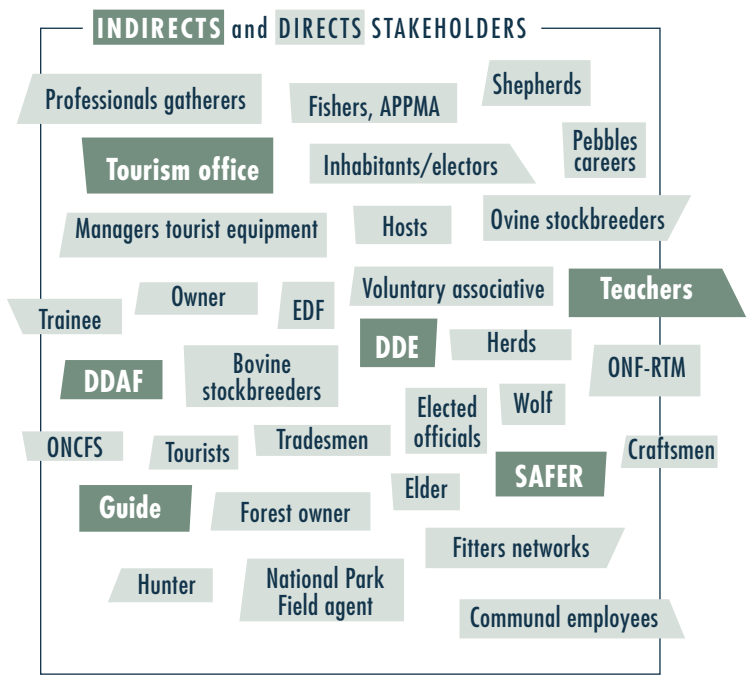 INDIRECTS and DIRECTS STAKEHOLDERS
Professionals gatherers
Fishers, APPMA
Shepherds
Tourism office
Inhabitants/electors
Pebbles
careers
Managers tourist equipment
Hosts
Ovine stockbreeders
Trainee
Owner
EDF
Voluntary associative
Teachers
DDAF
Bovine
stockbreeders
DDE
Herds
ONF-RTM
ONCFS
Tourists
Tradesmen
Elected
officials
Wolf
Craftsmen
Guide
Forest owner
Elder
SAFER
Fitters networks
Hunter
National Park
Field agent
Communal employees